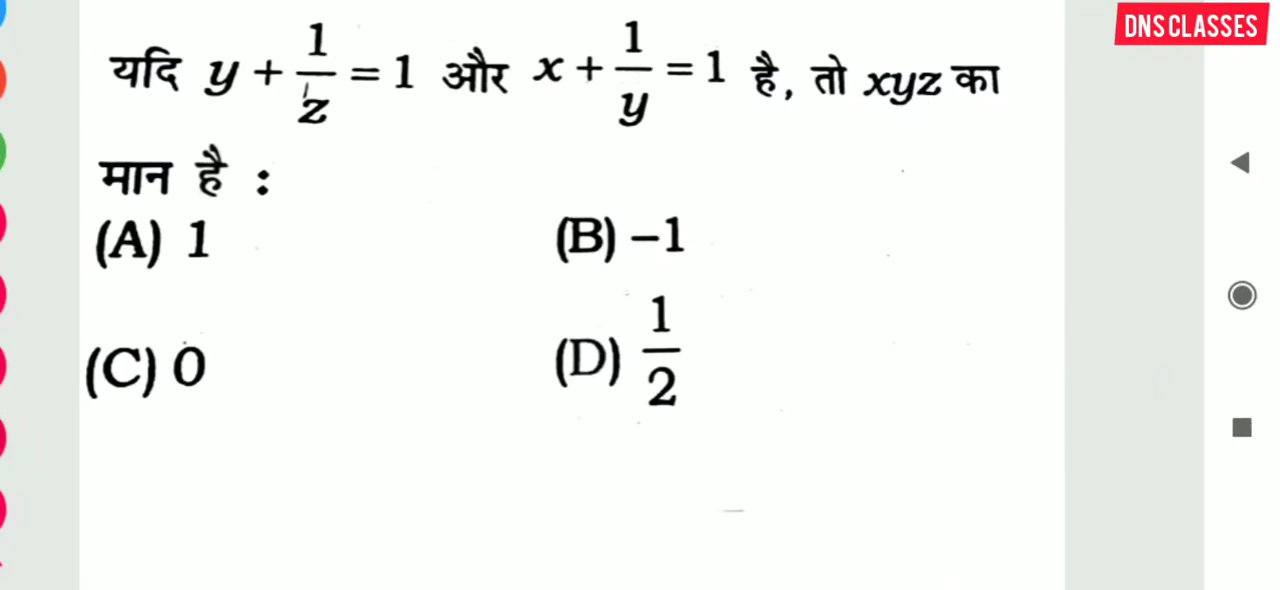 DNS CLASSES
यदि y + 1/z = 1 और x + 1/y = 1 है, तो xyz का
मान है :
(A) 1 (B) −1
(C) 0 (D) 1/2